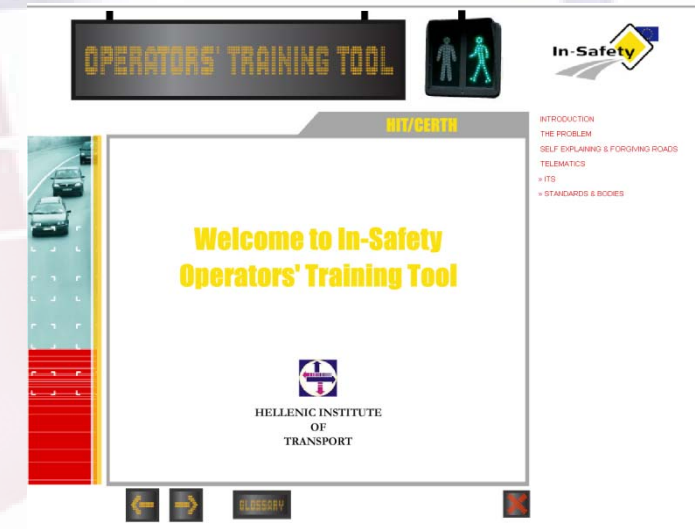 OPERATORS' TRAINING TOOL
In-Safety
HIT/CERTH
INTRODUCTION
THE PROBLEM
SELF EXPLAINING & FORGIVING ROADS
TELEMATICS
» ITS
» STANDARDS & BODIES
Welcome to In-Safety
Operators' Training Tool
HELLENIC INSTITUTE
OF
TRANSPORT
GLOSSARY